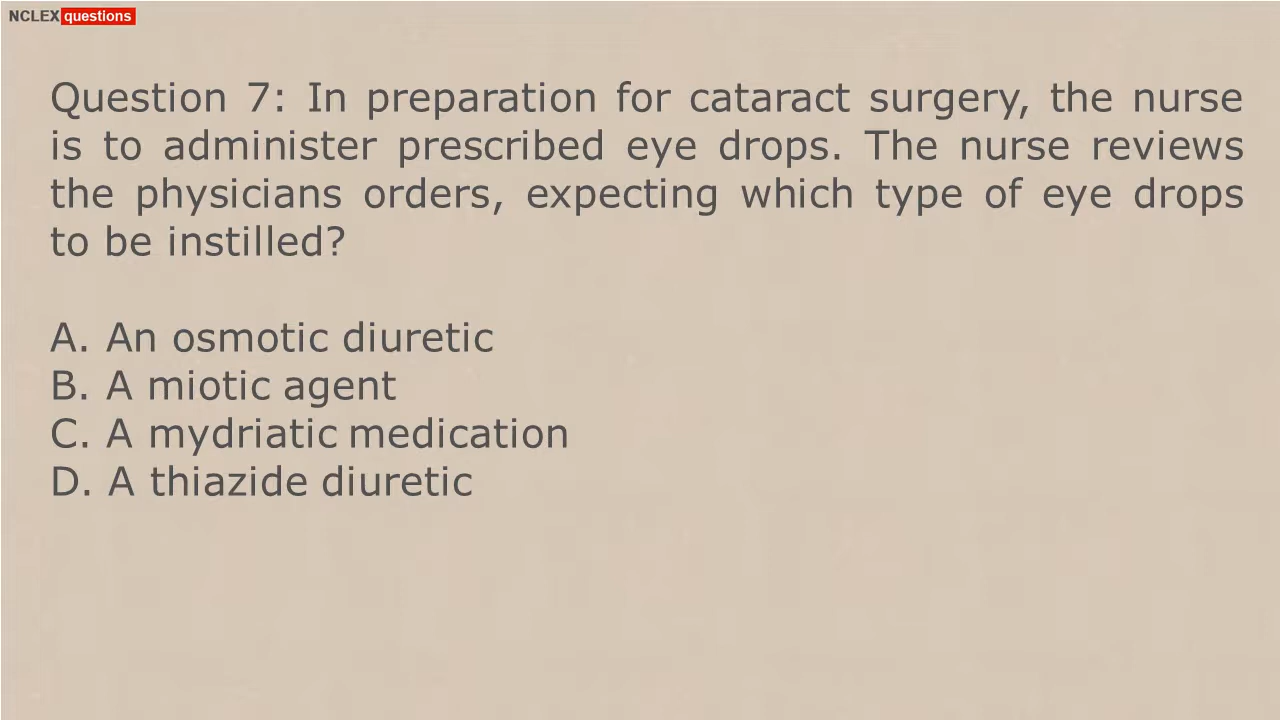 NCLEX questions
Question 7: In preparation for cataract surgery, the nurse
is to administer prescribed eye drops. The nurse reviews
the physicians orders, expecting which type of eye drops
to be instilled?
A. An osmotic diuretic
B. A miotic agent
C. A mydriatic medication
D. A thiazide diuretic